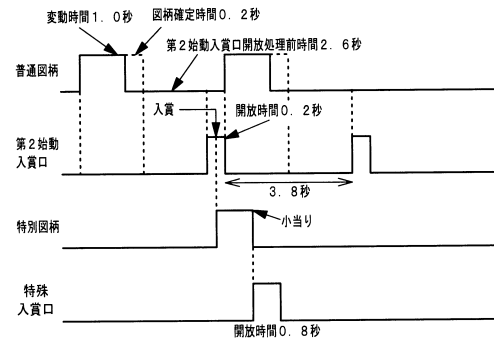 変動時間１．０秒
図柄確定時間０．２秒
第２始動入賞口開放処理前時間２．６秒
普通図柄
入賞
開放時間０．２秒
第２始動
入賞口
３．８秒
特別図柄
小当り
特殊
入賞口
開放時間０．８秒